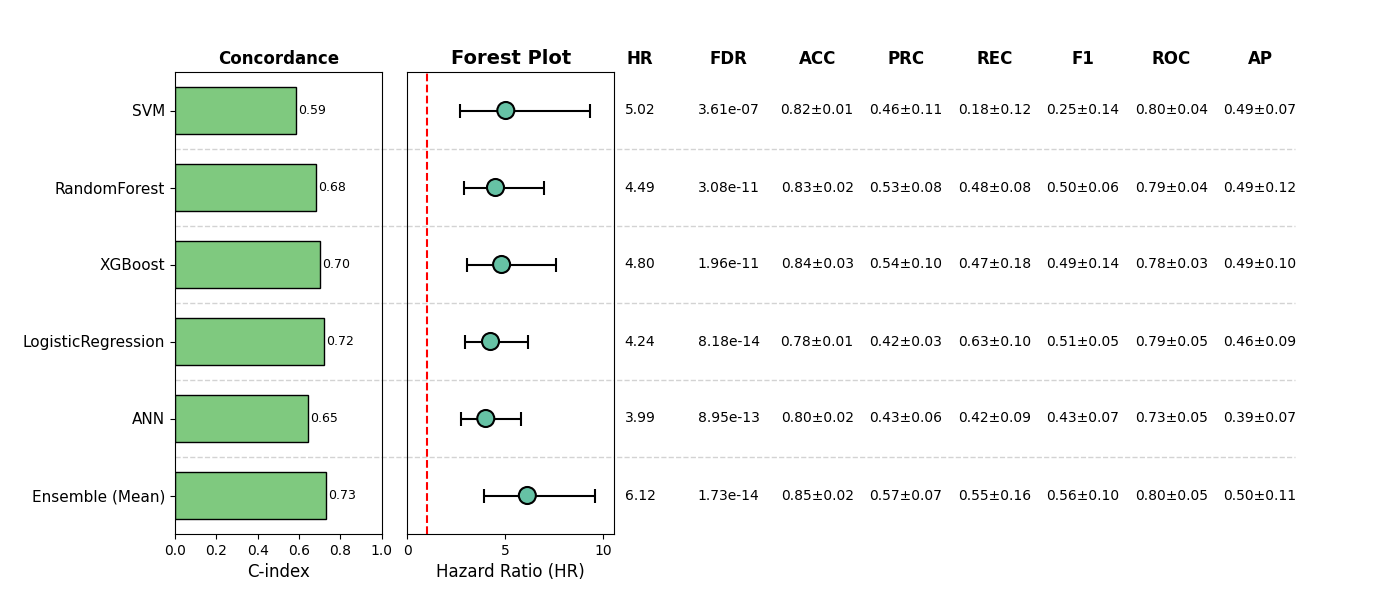 Concordance Forest Plot HR FDR ACC PRC REC F1 ROC AP
SVM 0.59 5.02 3.61e-07 0.82±0.01 0.46±0.11 0.18±0.12 0.25±0.14 0.80±0.04 0.49±0.07
RandomForest 0.68 4.49 3.08e-11 0.83±0.02 0.53±0.08 0.48±0.08 0.50±0.06 0.79±0.04 0.49±0.12
XGBoost 0.70 4.80 1.96e-11 0.84±0.03 0.54±0.10 0.47±0.18 0.49±0.14 0.78±0.03 0.49±0.10
LogisticRegression 0.72 4.24 8.18e-14 0.78±0.01 0.42±0.03 0.63±0.10 0.51±0.05 0.79±0.05 0.46±0.09
ANN 0.65 3.99 8.95e-13 0.80±0.02 0.43±0.06 0.42±0.09 0.43±0.07 0.73±0.05 0.39±0.07
Ensemble (Mean) 0.73 6.12 1.73e-14 0.85±0.02 0.57±0.07 0.55±0.16 0.56±0.10 0.80±0.05 0.50±0.11
0.0 0.2 0.4 0.6 0.8 1.0 0 5 10
C-index Hazard Ratio (HR)